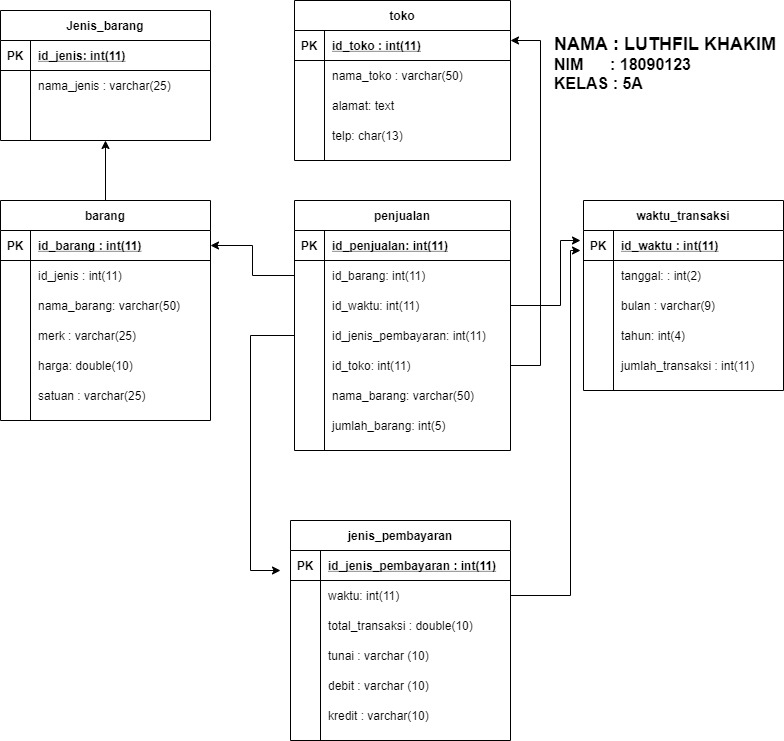 Jenis_barang
PK id_jenis: int(11)
nama_jenis : varchar(25)
toko
PK id_toko : int(11)
nama_toko : varchar(50)
alamat: text
telp: char(13)
NAMA : LUTHFIL KHAKIM
NIM : 18090123
KELAS : 5A
barang
PK id_barang : int(11)
id_jenis : int(11)
nama_barang: varchar(50)
merk : varchar(25)
harga: double(10)
satuan : varchar(25)
penjualan
PK id_penjualan: int(11)
id_barang: int(11)
id_waktu: int(11)
id_jenis_pembayaran: int(11)
id_toko: int(11)
nama_barang: varchar(50)
jumlah_barang: int(5)
waktu_transaksi
PK id_waktu : int(11)
tanggal: : int(2)
bulan : varchar(9)
tahun: int(4)
jumlah_transaksi : int(11)
jenis_pembayaran
PK id_jenis_pembayaran : int(11)
waktu: int(11)
total_transaksi : double(10)
tunai : varchar (10)
debit : varchar (10)
kredit : varchar(10)